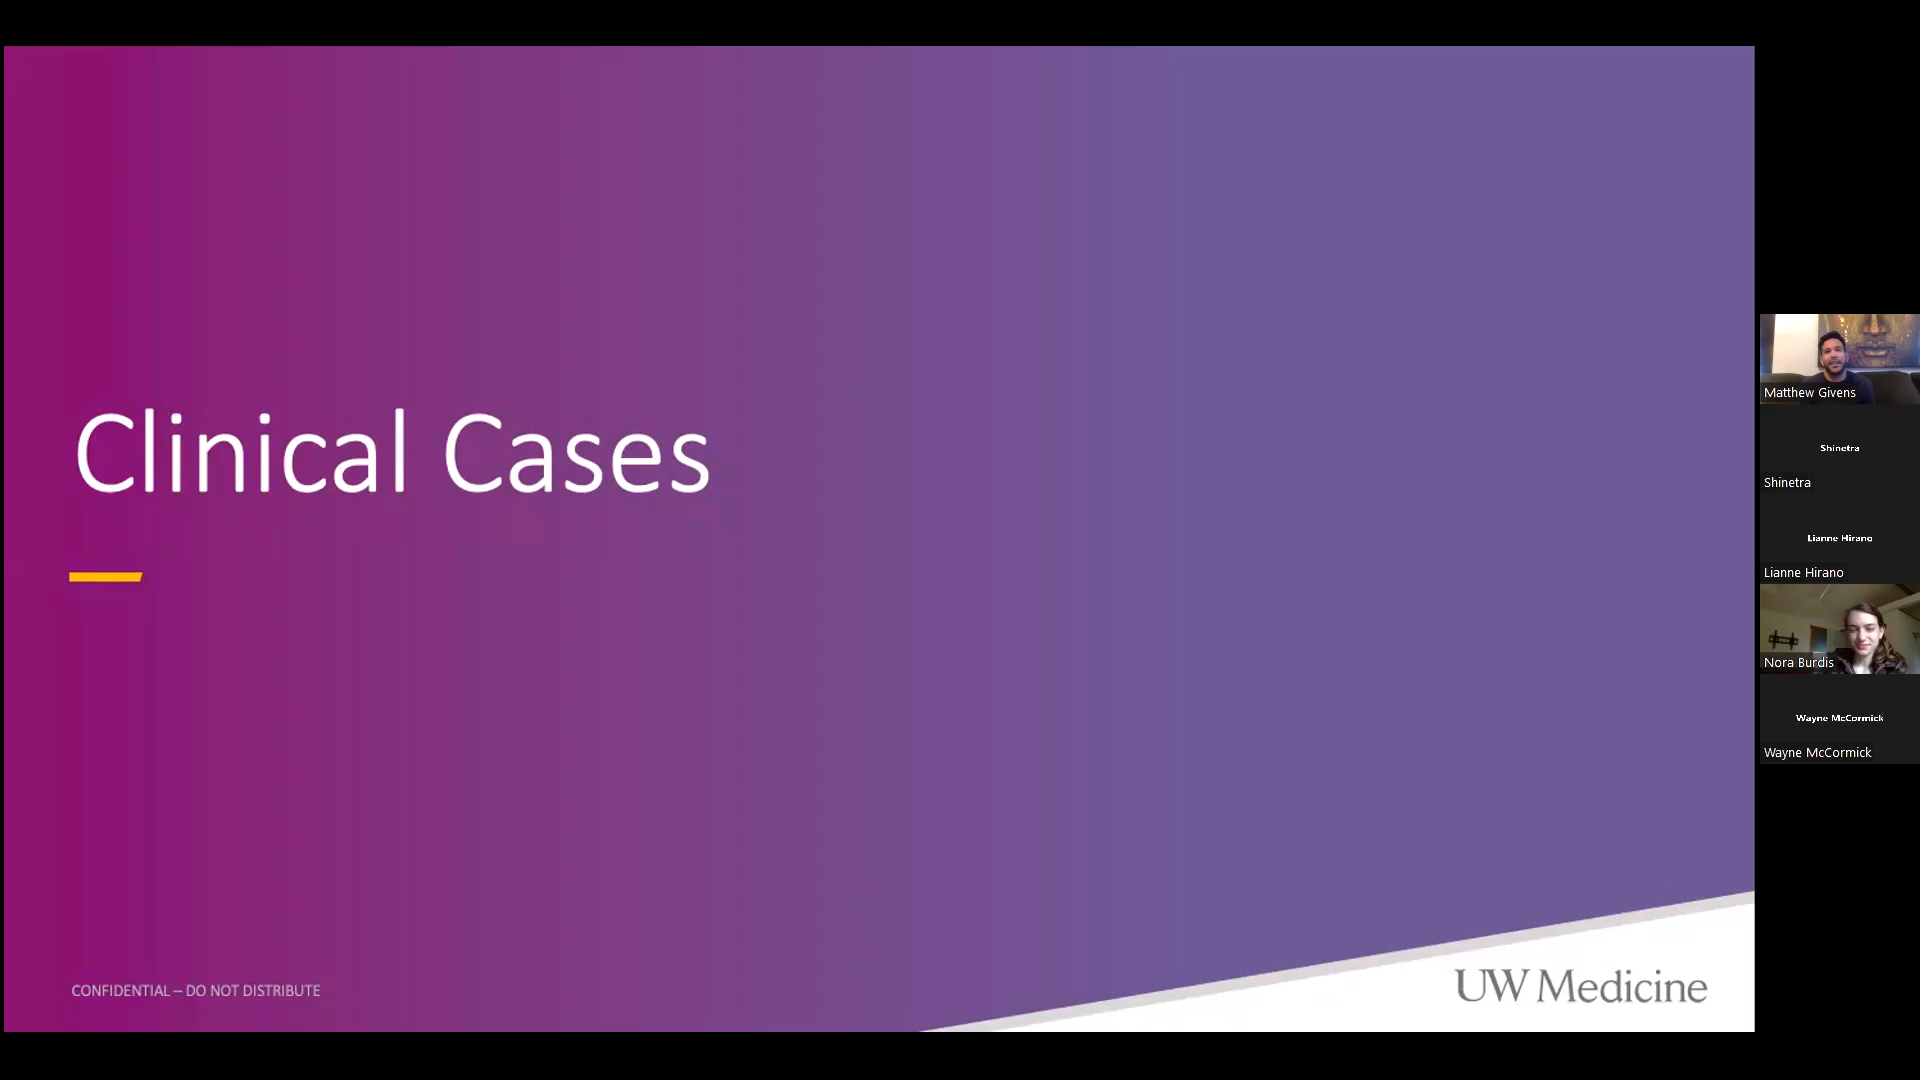 Clinical Cases
CONFIDENTIAL – DO NOT DISTRIBUTE
UW Medicine
Matthew Givens
Shinetra
Shinetra
Lianne Hirano
Lianne Hirano
Nora Burdis
Wayne McCormick
Wayne McCormick